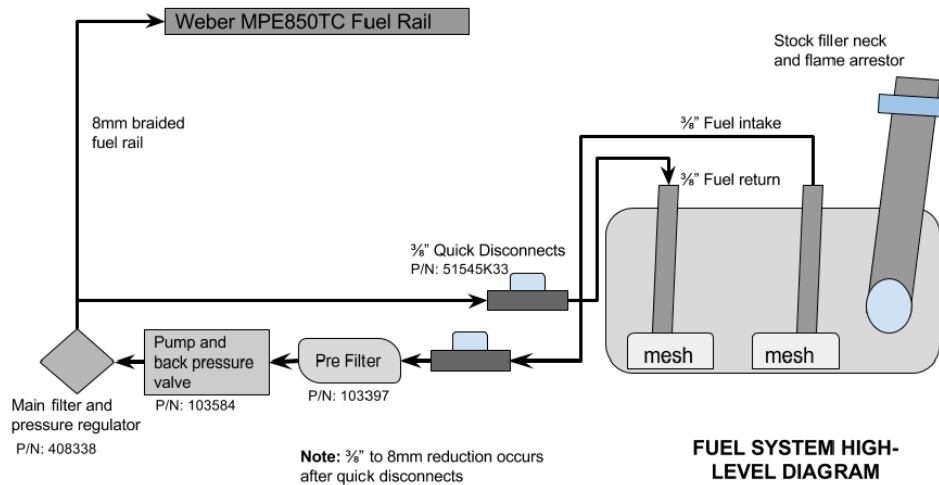 Weber MPE850TC Fuel Rail
Stock filler neck
and flame arrestor
8mm braided
fuel rail
⅜" Fuel intake
⅜" Fuel return
⅜" Quick Disconnects
P/N: 51545K33
mesh
mesh
Pump and
back pressure
valve
P/N: 103584
Pre Filter
P/N: 103397
Main filter and
pressure regulator
P/N: 408338
Note: ⅜" to 8mm reduction occurs
after quick disconnects
FUEL SYSTEM HIGH-
LEVEL DIAGRAM